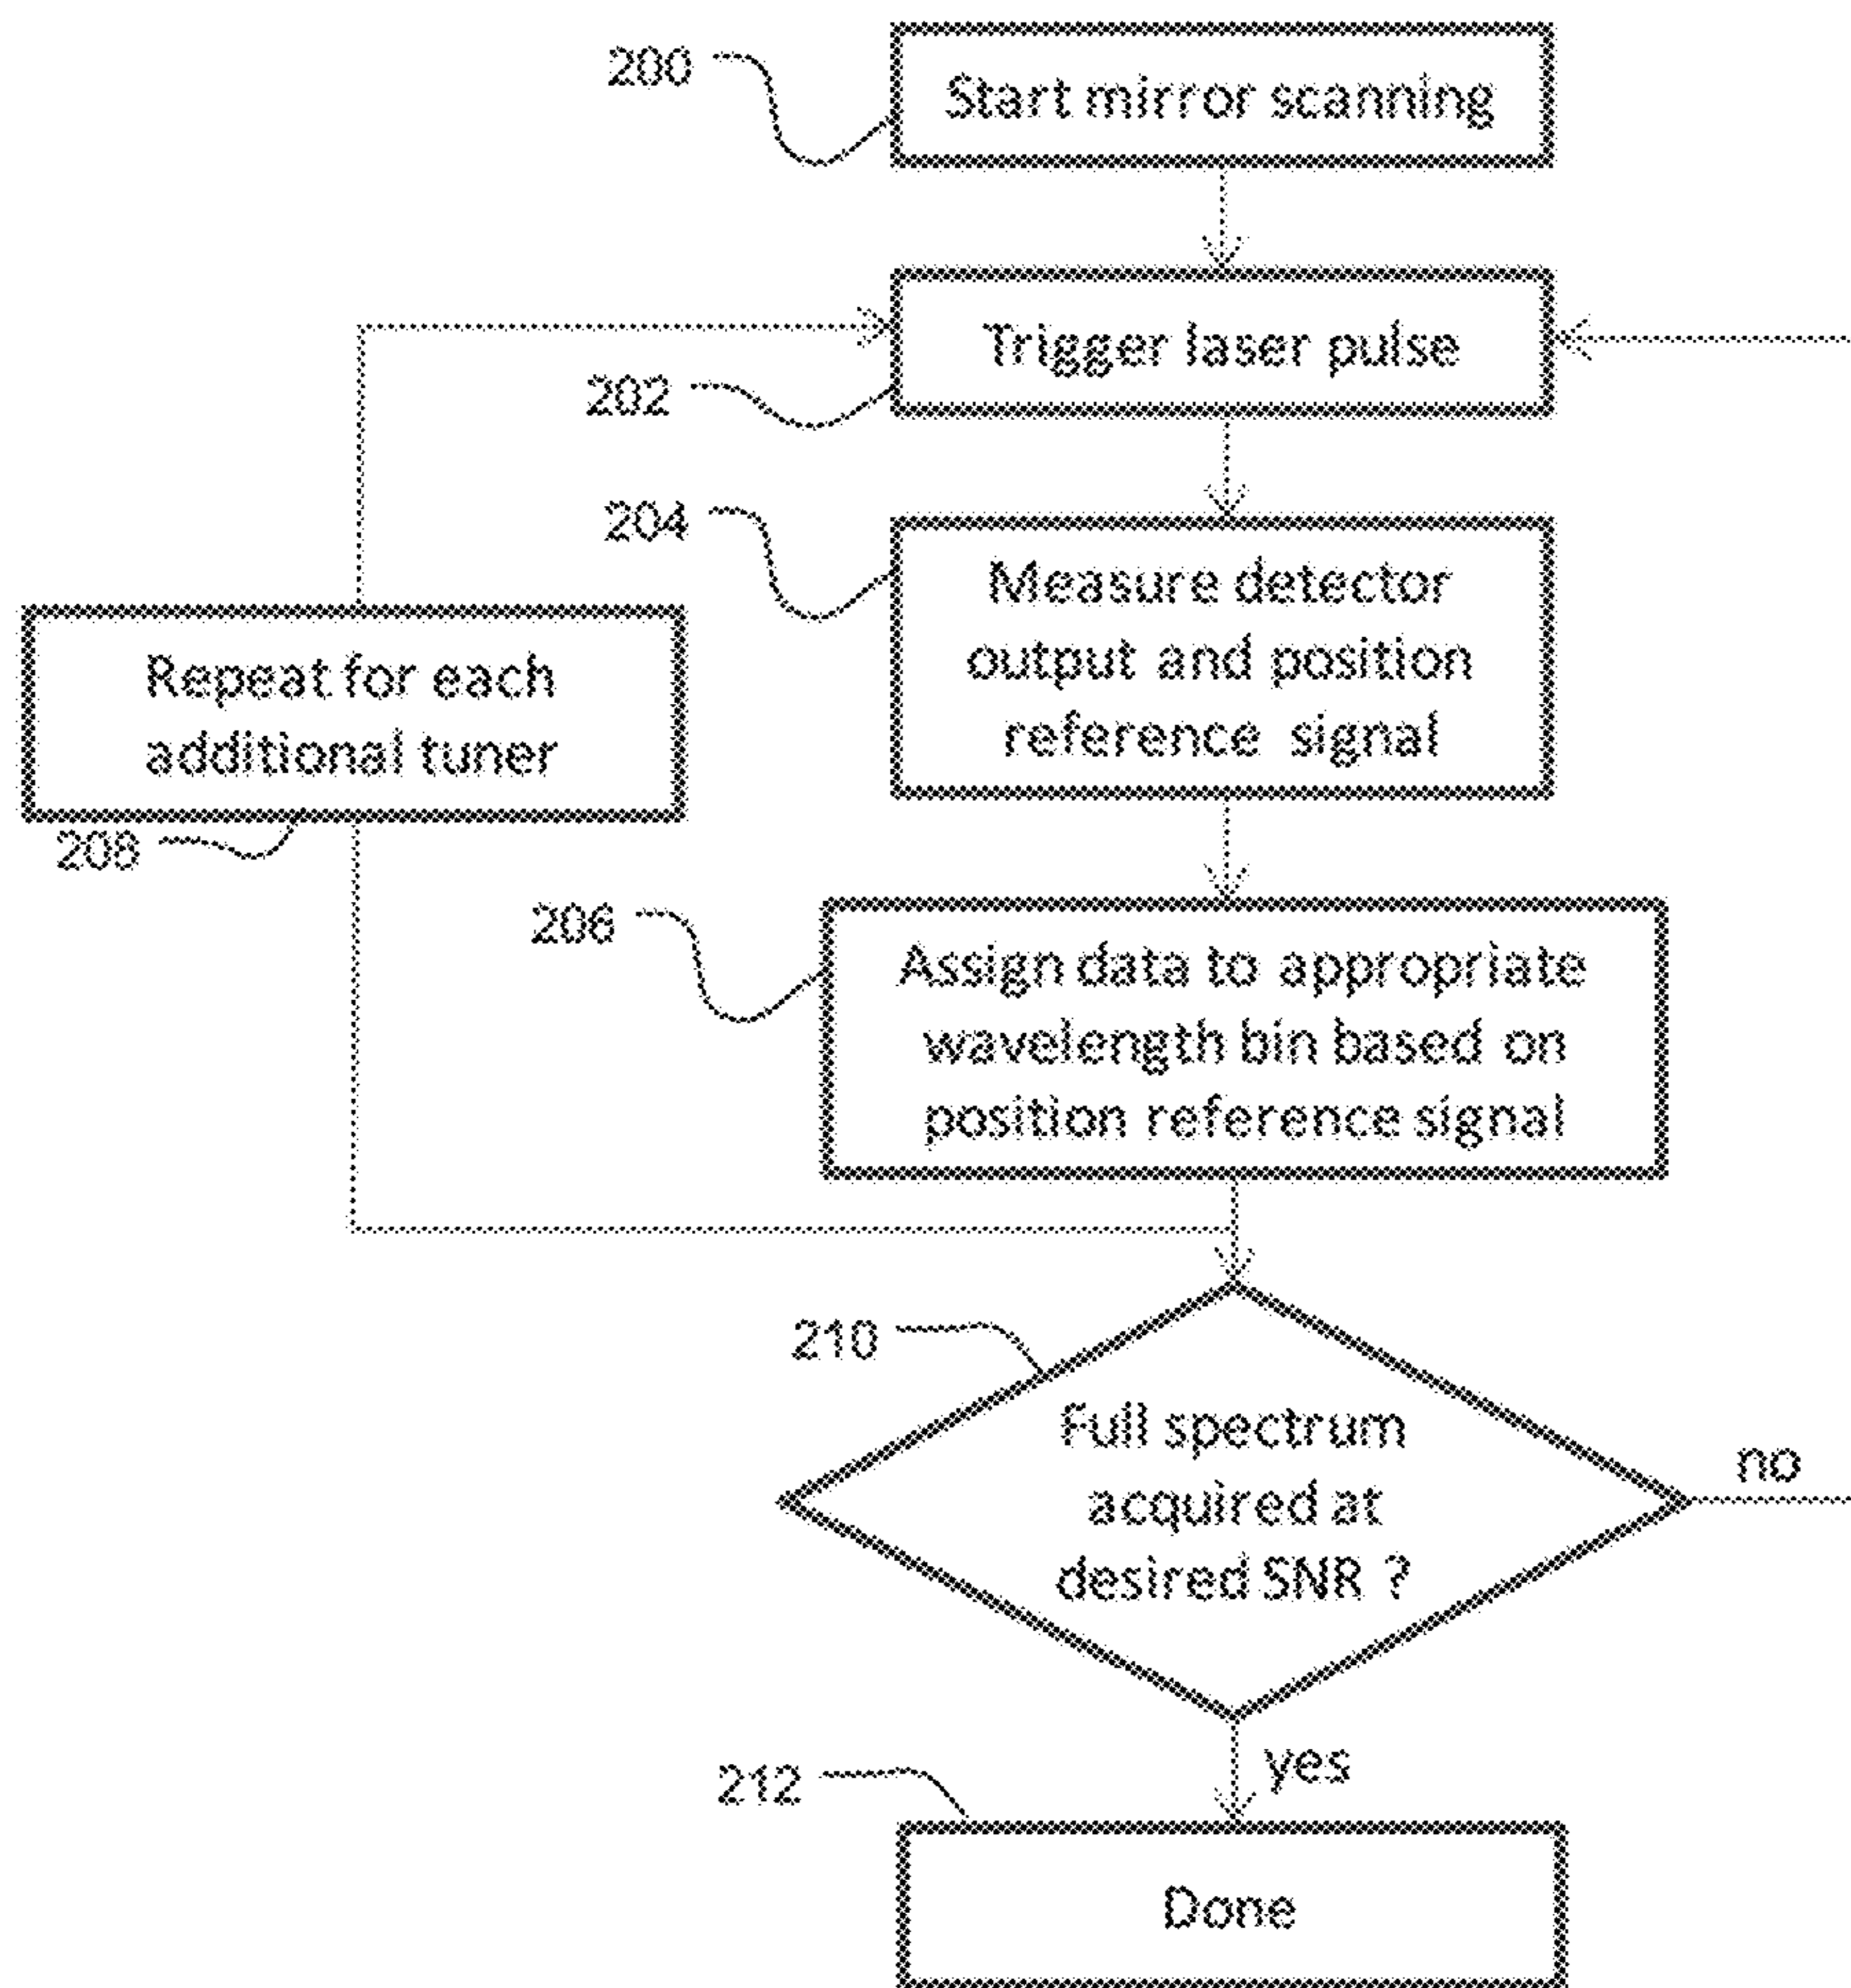 200
Start mirror scanning
Trigger laser pulse
202
204
Measure detector
output and position
reference signal
Repeat for each
additional tuner
208
206
Assign data to appropriate
wavelength bin based on
position reference signal
210
Full spectrum
acquired at
desired SNR ?
no
yes
212
Done